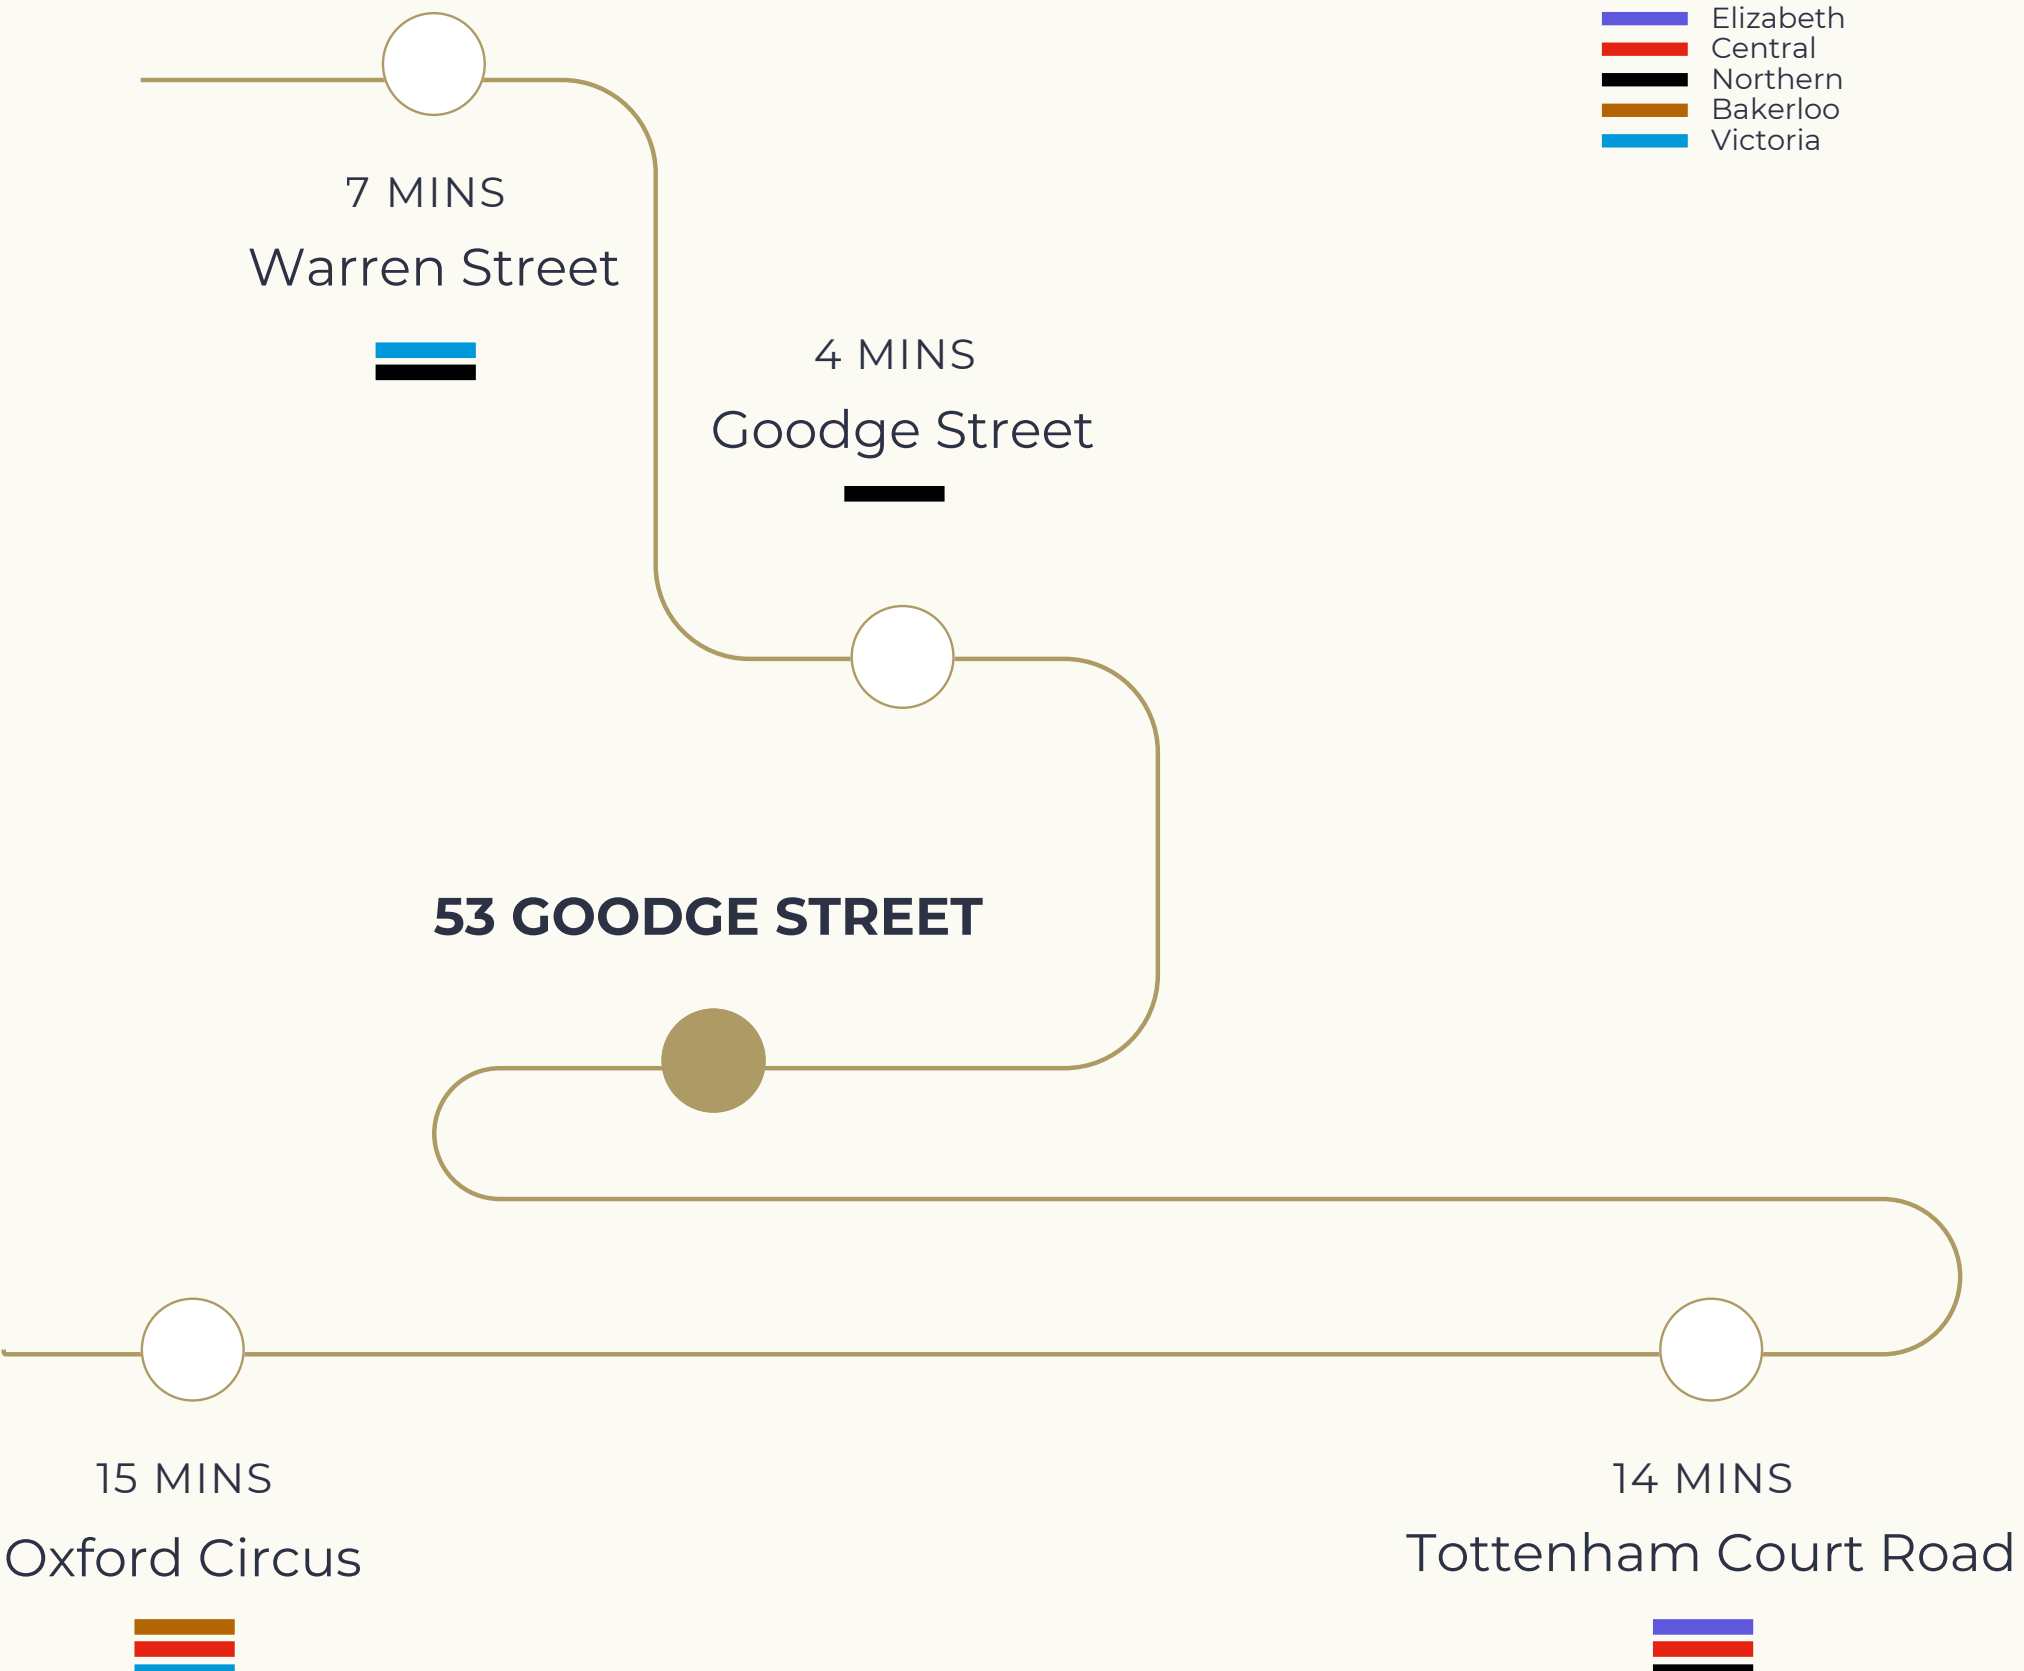 Elizabeth
Central
Northern
Bakerloo
Victoria
7 MINS
Warren Street
4 MINS
Goodge Street
53 GOODGE STREET
15 MINS
Oxford Circus
14 MINS
Tottenham Court Road